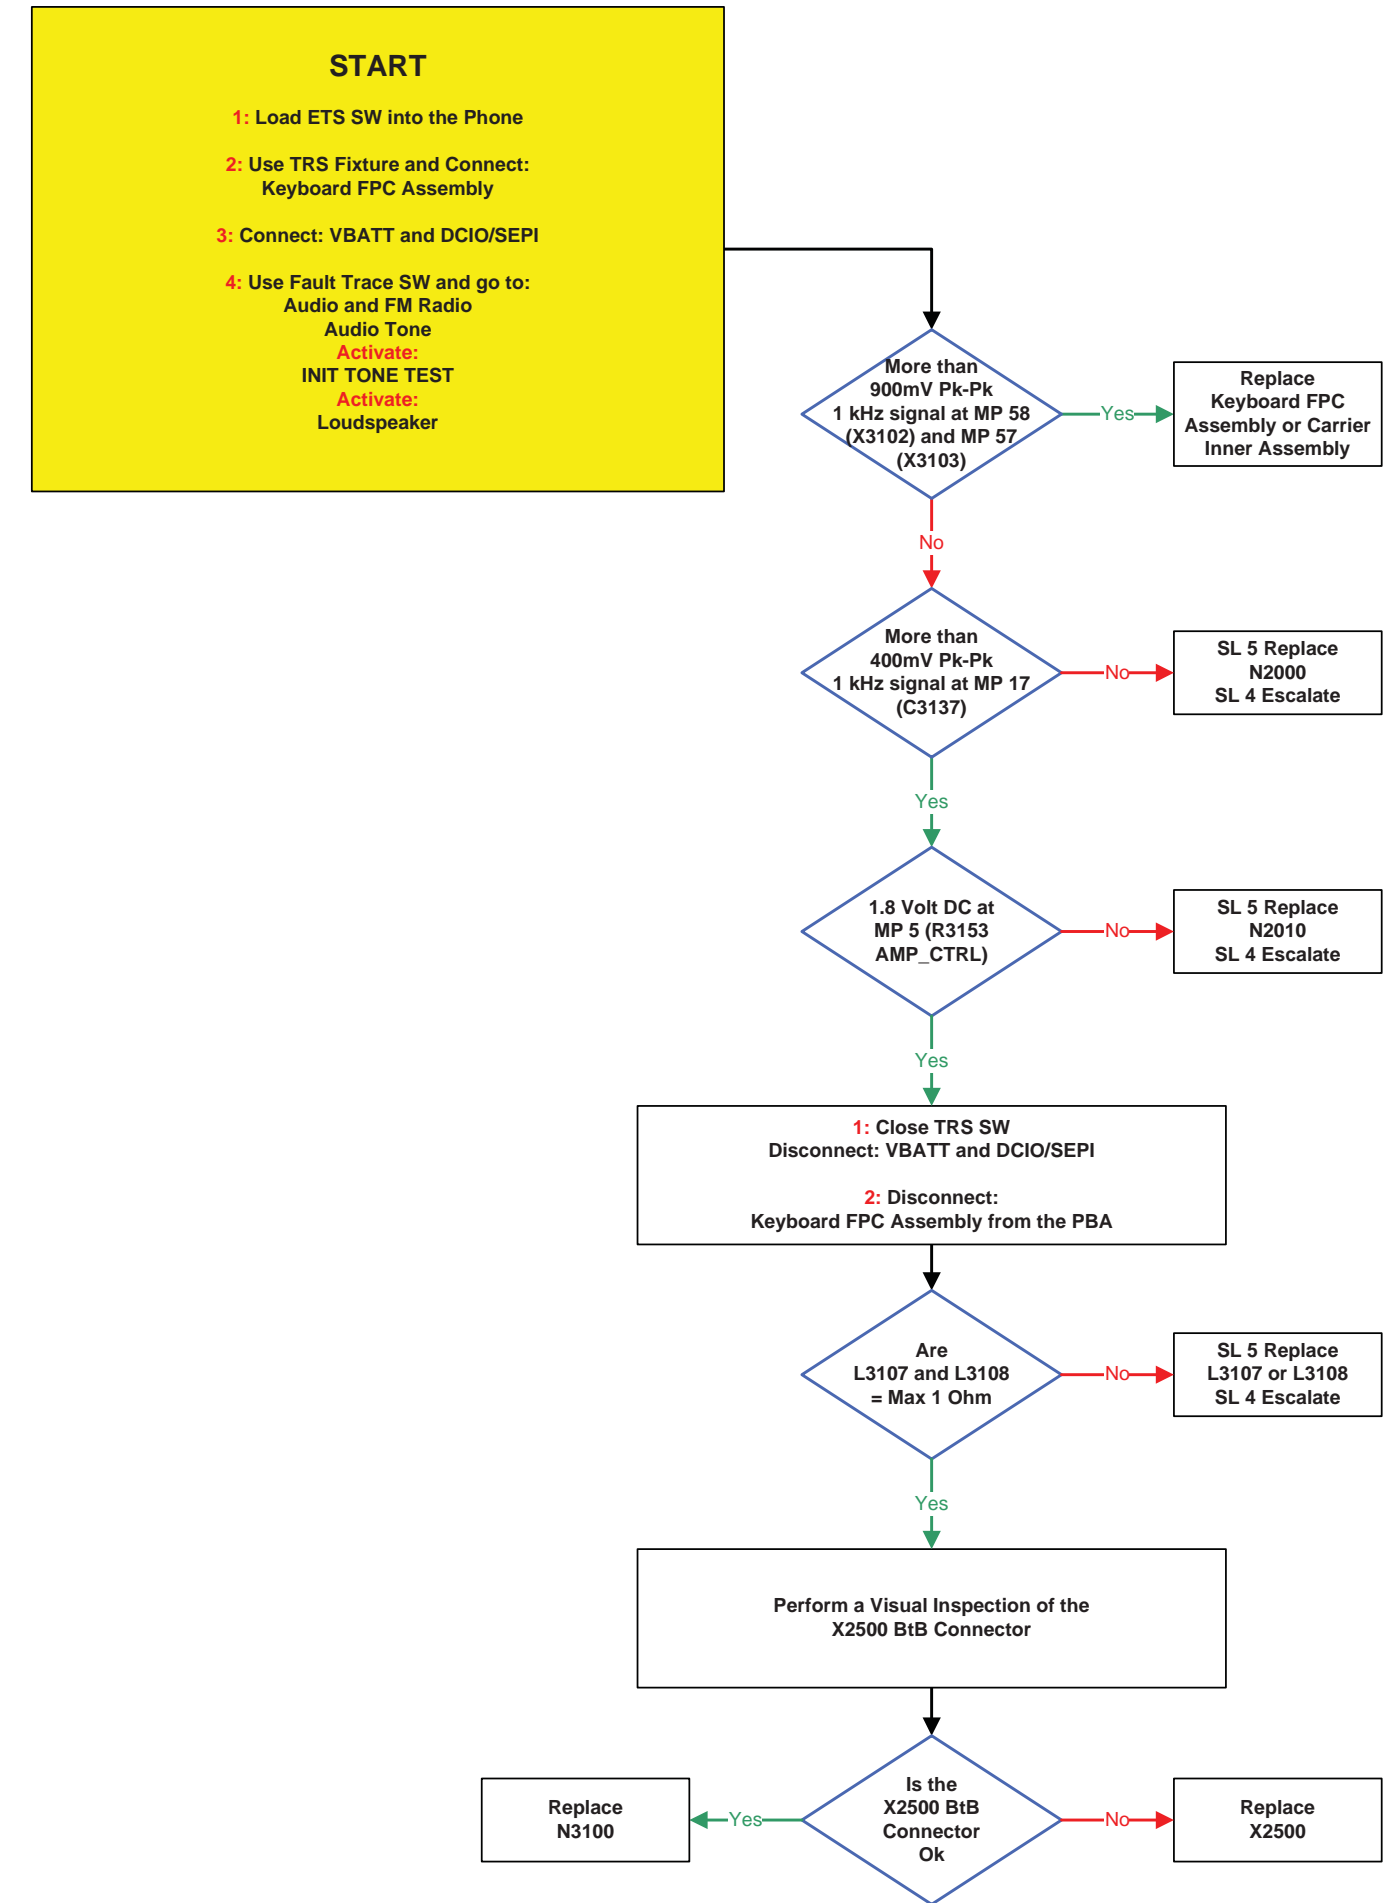 START
1: Load ETS SW into the Phone
2: Use TRS Fixture and Connect:
Keyboard FPC Assembly
3: Connect: VBATT and DCIO/SEPI
4: Use Fault Trace SW and go to:
Audio and FM Radio
Audio Tone
Activate:
INIT TONE TEST
Activate:
Loudspeaker
More than
900mV Pk-Pk
1 kHz signal at MP 58
(X3102) and MP 57
(X3103)
Yes
Replace
Keyboard FPC
Assembly or Carrier
Inner Assembly
No
More than
400mV Pk-Pk
1 kHz signal at MP 17
(C3137)
No
SL 5 Replace
N2000
SL 4 Escalate
Yes
1.8 Volt DC at
MP 5 (R3153
AMP_CTRL)
No
SL 5 Replace
N2010
SL 4 Escalate
Yes
1: Close TRS SW
Disconnect: VBATT and DCIO/SEPI
2: Disconnect:
Keyboard FPC Assembly from the PBA
Are
L3107 and L3108
= Max 1 Ohm
No
SL 5 Replace
L3107 or L3108
SL 4 Escalate
Yes
Perform a Visual Inspection of the
X2500 BtB Connector
Is the
X2500 BtB
Connector
Ok
Yes
Replace
N3100
No
Replace
X2500